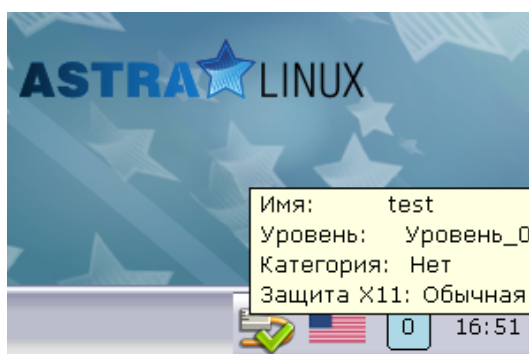 ASTRA LINUX
Имя: test
Уровень: Уровень_0
Категория: Нет
Защита X11: Обычная
0 16:51